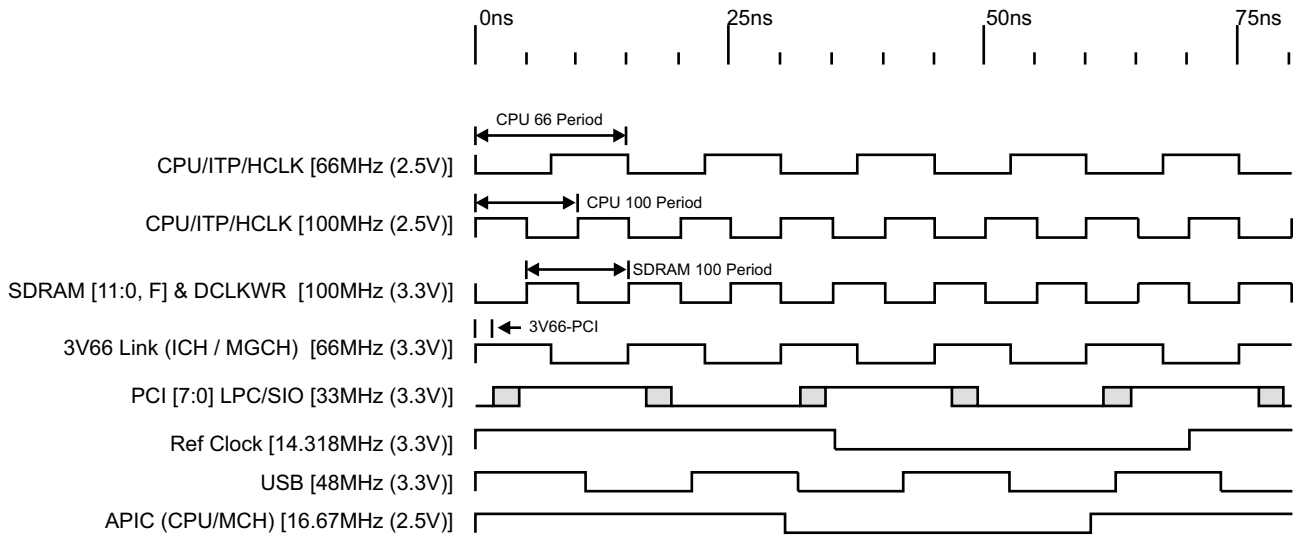 0ns 25ns 50ns 75ns
CPU 66 Period
CPU/ITP/HCLK [66MHz (2.5V)]
CPU 100 Period
CPU/ITP/HCLK [100MHz (2.5V)]
SDRAM 100 Period
SDRAM [11:0, F] & DCLKWR [100MHz (3.3V)]
3V66-PCI
3V66 Link (ICH / MGCH) [66MHz (3.3V)]
PCI [7:0] LPC/SIO [33MHz (3.3V)]
Ref Clock [14.318MHz (3.3V)]
USB [48MHz (3.3V)]
APIC (CPU/MCH) [16.67MHz (2.5V)]